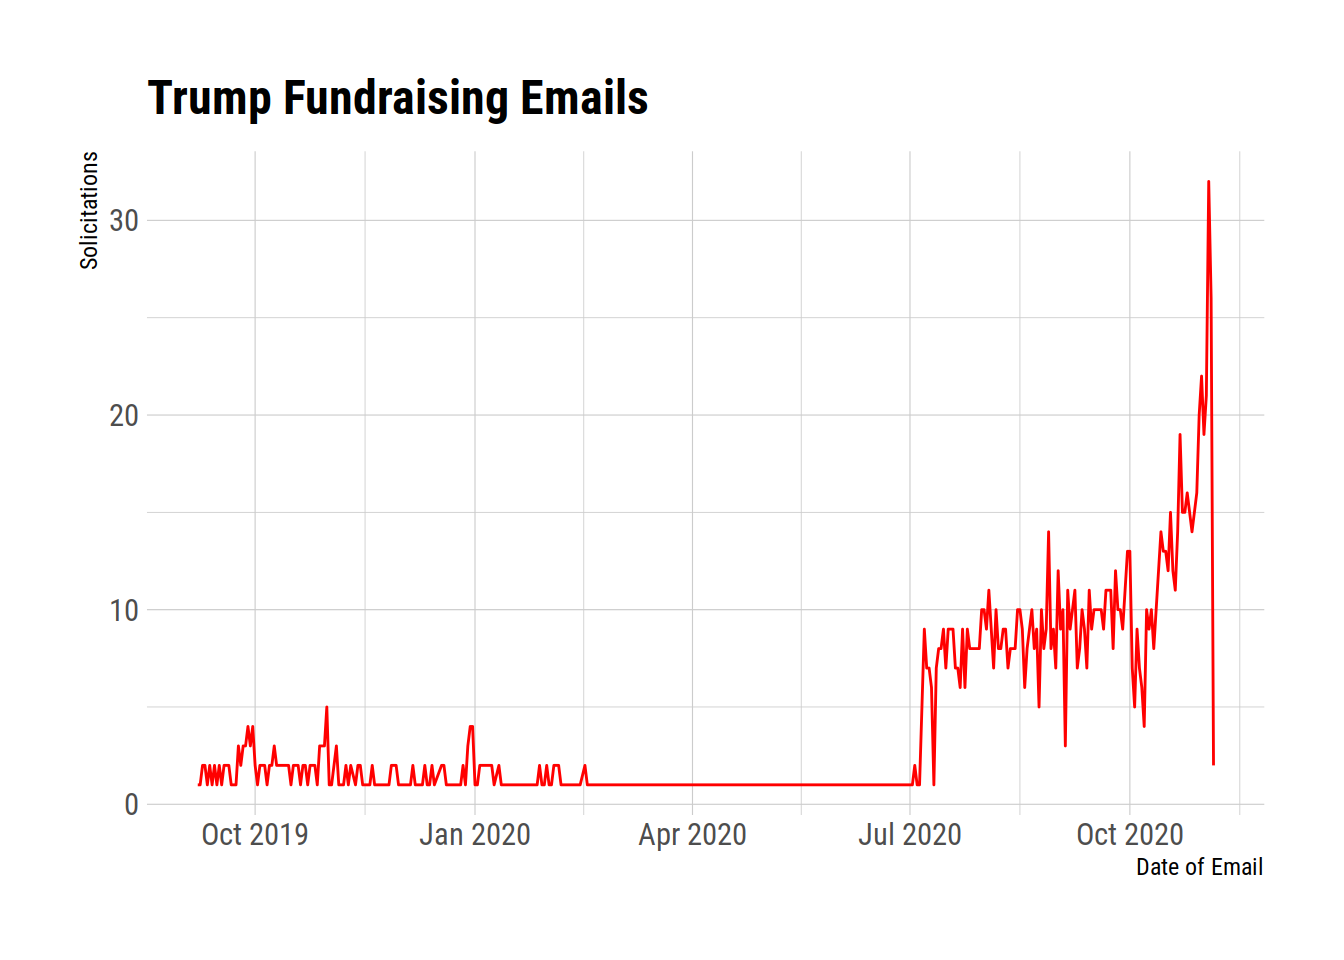 Trump Fundraising Emails
Solicitations
30
20
10
0
Oct 2019
Jan 2020
Apr 2020
Jul 2020
Oct 2020
Date of Email